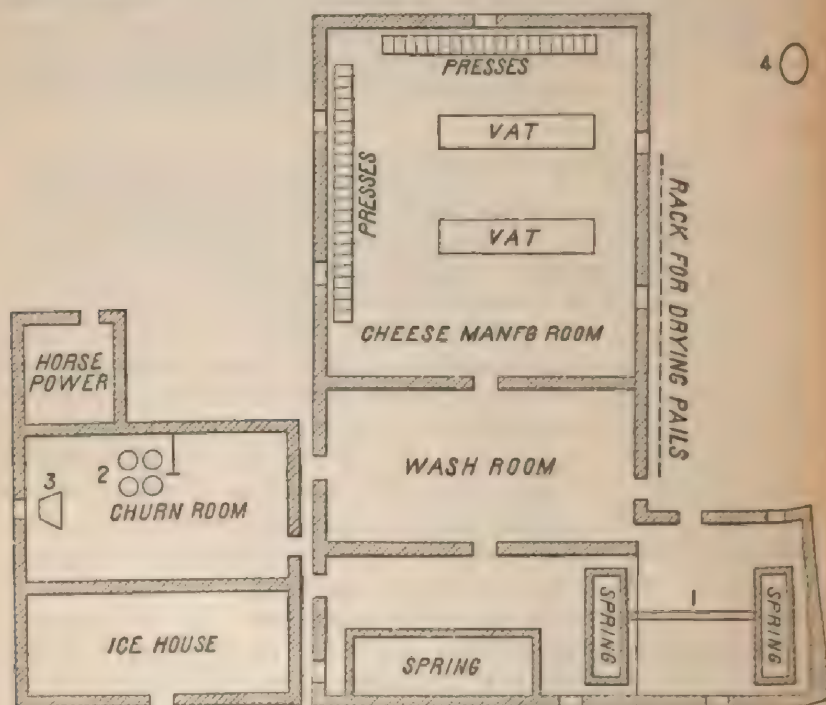 PRESSES
4
VAT
PRESSES
VAT
RACK FOR DRYING PAILS
CHEESE MANFG ROOM
HORSE
POWER
WASH ROOM
3
2
CHURN ROOM
1
SPRING
SPRING
ICE HOUSE
SPRING